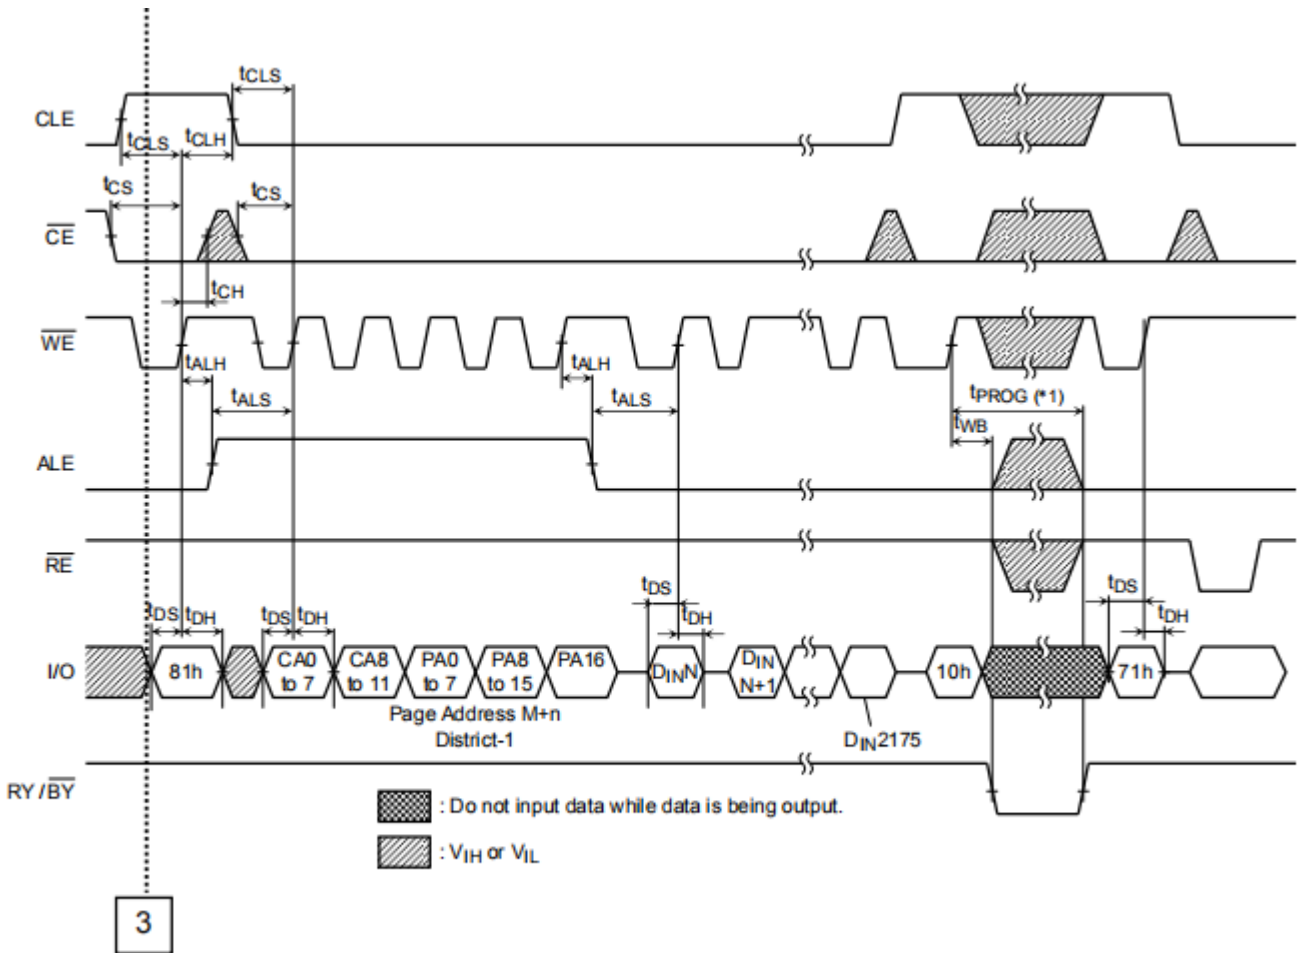 tCLS
CLE
tCLS tCLH
tCS tCS
CE
tCH
WE
tALH tALH
tALS tALS tPROG (*1)
tWB
ALE
RE
tDS tDH tDS tDH tDS tDH tDS tDH
I/O 81h CA0 to 7 CA8 to 11 PA0 to 7 PA8 to 15 PA16 DINN DIN N+1 10h 71h
Page Address M+n
District-1
DIN2175
RY/BY
: Do not input data while data is being output.
: VIH or VIL
3